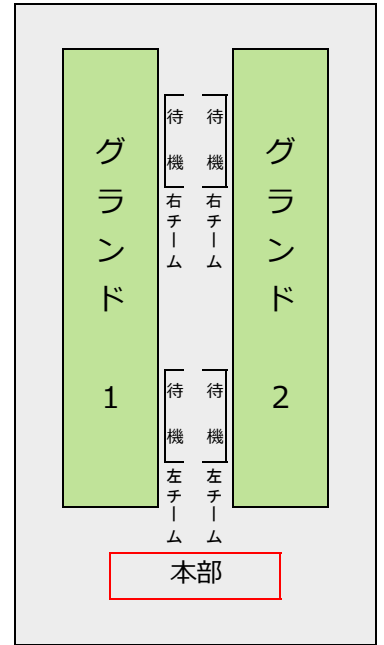 グランド 1
グランド 2
待機
右チーム
待機
右チーム
待機
左チーム
待機
左チーム
本部